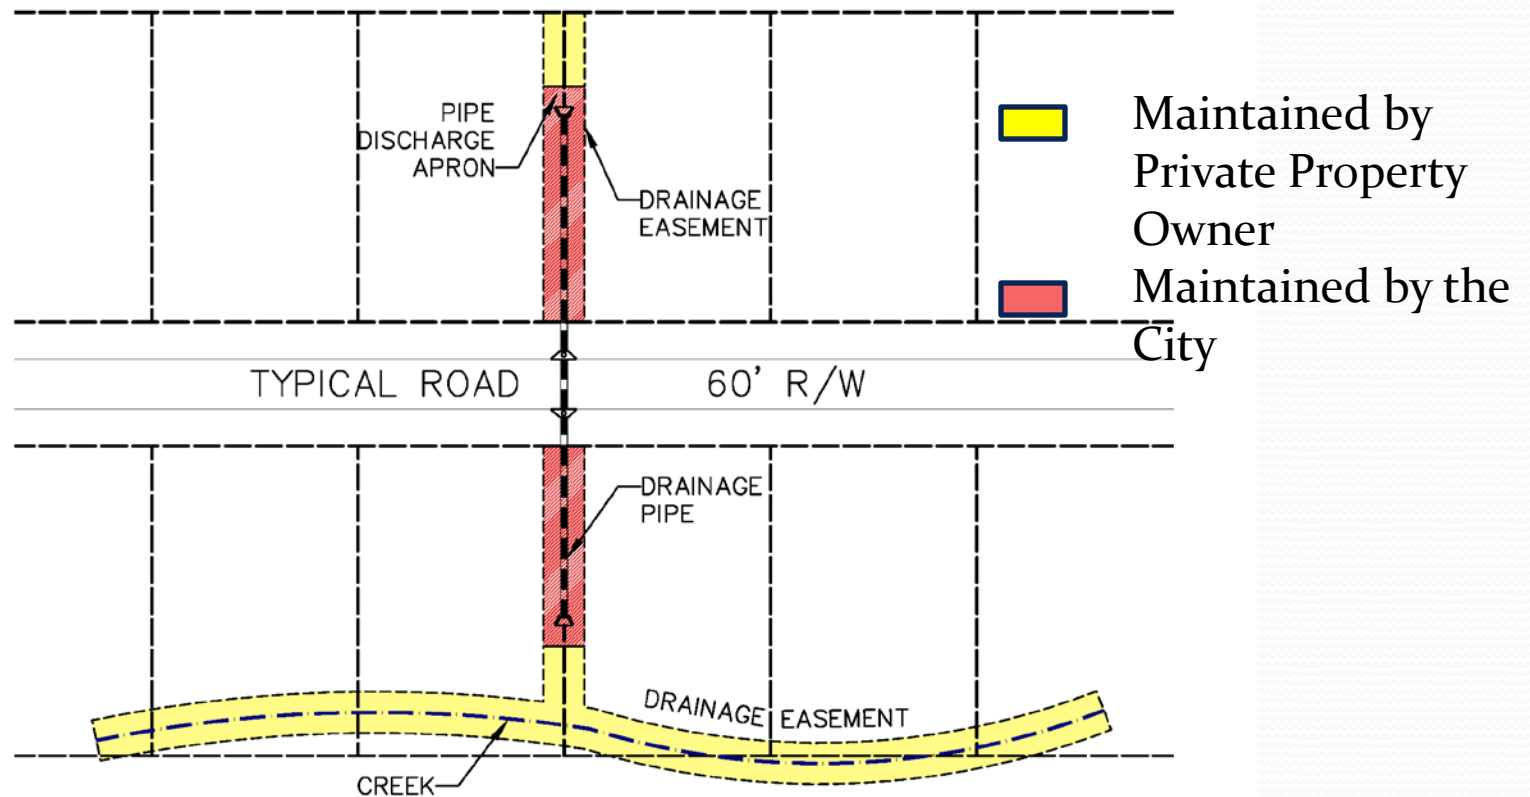 PIPE
DISCHARGE
APRON
DRAINAGE
EASEMENT
Maintained by
Private Property
Owner
Maintained by the
City
TYPICAL ROAD
60' R/W
DRAINAGE
PIPE
DRAINAGE EASEMENT
CREEK